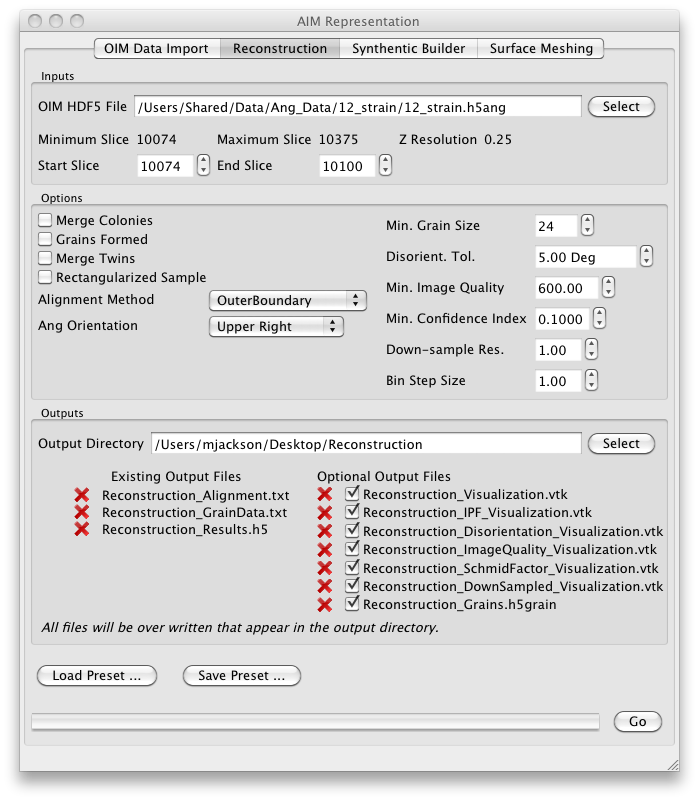 AIM Representation
OIM Data Import Reconstruction Synthentic Builder Surface Meshing
Inputs
OIM HDF5 File /Users/Shared/Data/Ang_Data/12_strain/12_strain.h5ang Select
Minimum Slice 10074 Maximum Slice 10375 Z Resolution 0.25
Start Slice 10074 End Slice 10100
Options
Merge Colonies
Grains Formed
Merge Twins
Rectangularized Sample
Alignment Method OuterBoundary
Ang Orientation Upper Right
Min. Grain Size 24
Disorient. Tol. 5.00 Deg
Min. Image Quality 600.00
Min. Confidence Index 0.1000
Down-sample Res. 1.00
Bin Step Size 1.00
Outputs
Output Directory /Users/mjackson/Desktop/Reconstruction Select
Existing Output Files
Reconstruction_Alignment.txt
Reconstruction_GrainData.txt
Reconstruction_Results.h5
Optional Output Files
Reconstruction_Visualization.vtk
Reconstruction_IPF_Visualization.vtk
Reconstruction_Disorientation_Visualization.vtk
Reconstruction_ImageQuality_Visualization.vtk
Reconstruction_SchmidFactor_Visualization.vtk
Reconstruction_DownSampled_Visualization.vtk
Reconstruction_Grains.h5grain
All files will be over written that appear in the output directory.
Load Preset ... Save Preset ...
Go